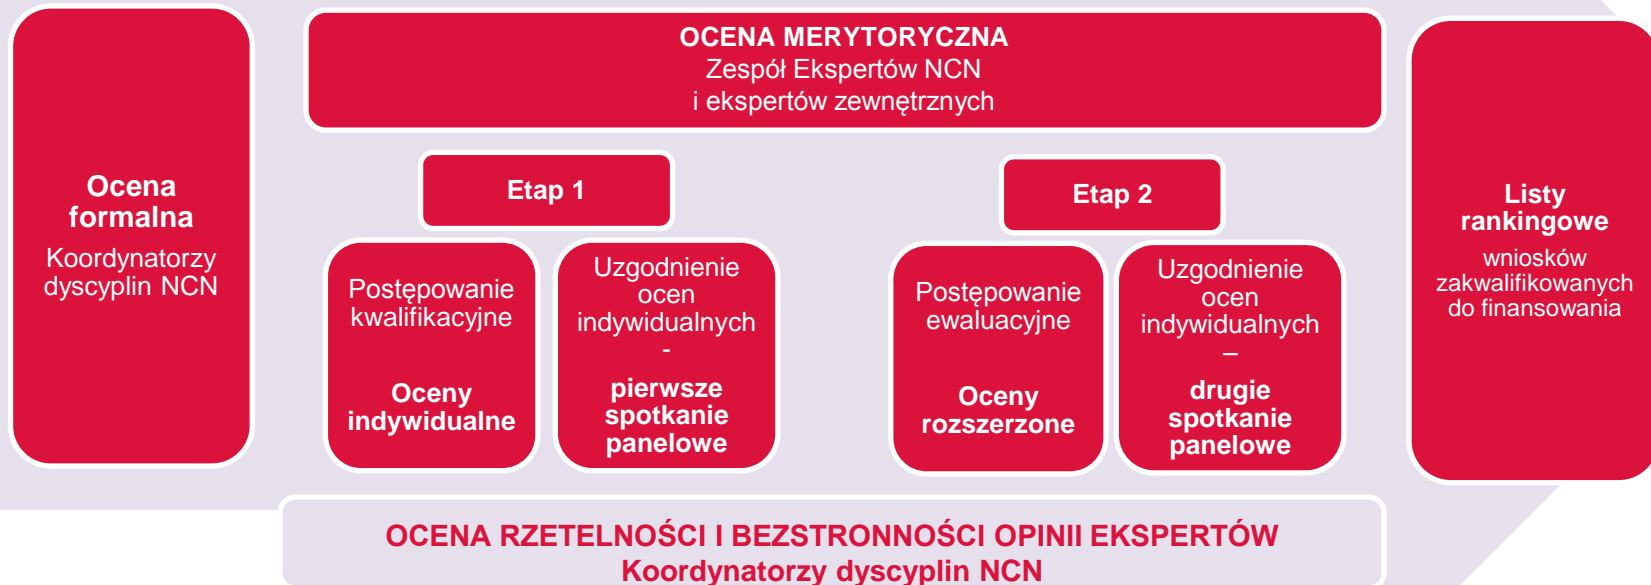 Ocena
formalna
Koordynatorzy
dyscyplin NCN
OCENA MERYTORYCZNA
Zespół Ekspertów NCN
i ekspertów zewnętrznych
Etap 1
Postępowanie
kwalifikacyjne
Oceny
indywidualne
Uzgodnienie
ocen
indywidualnych
-
pierwsze
spotkanie
panelowe
Etap 2
Postępowanie
ewaluacyjne
Oceny
rozszerzone
Uzgodnienie
ocen
indywidualnych
–
drugie
spotkanie
panelowe
Listy
rankingowe
wniosków
zakwalifikowanych
do finansowania
OCENA RZETELNOŚCI I BEZSTRONNOŚCI OPINII EKSPERTÓW
Koordynatorzy dyscyplin NCN